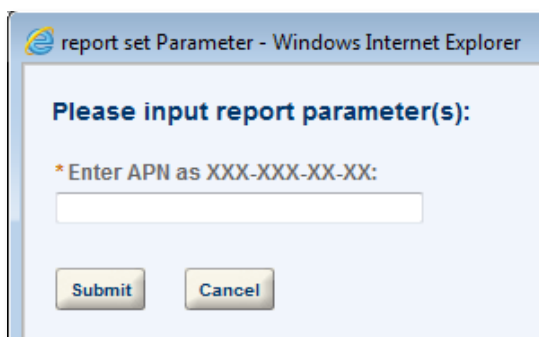 report set Parameter - Windows Internet Explorer
Please input report parameter(s):
* Enter APN as XXX-XXX-XX-XX:
Submit Cancel